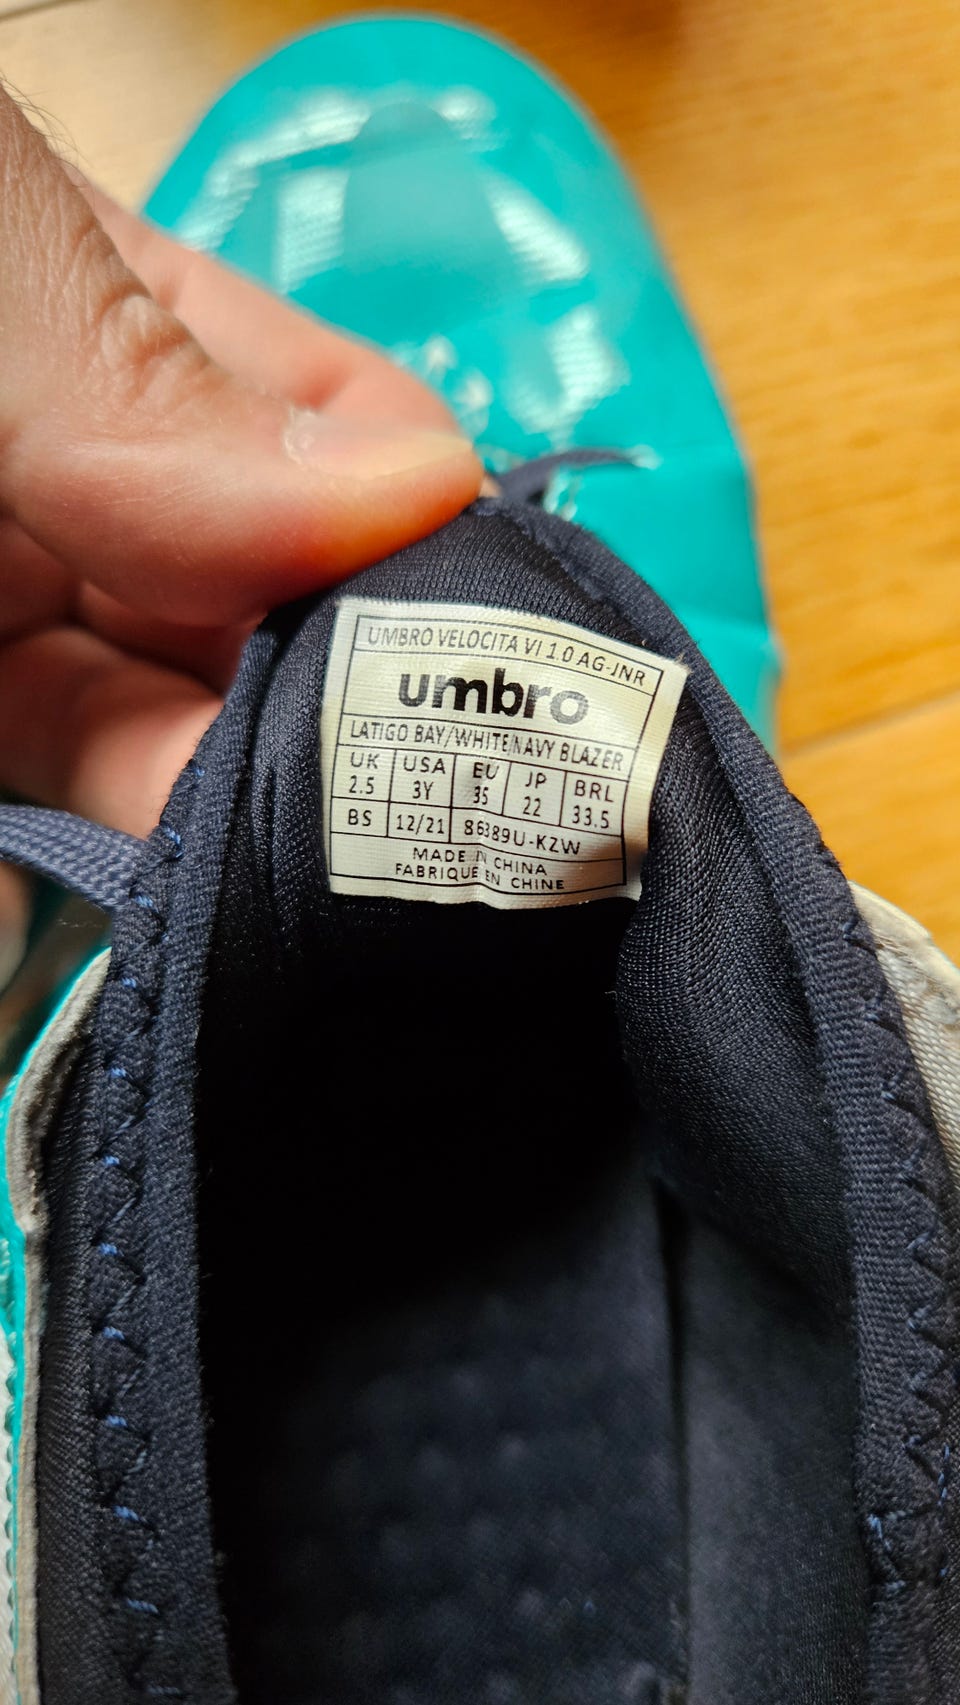 UMBRO VELOCITA VI 1.0 AG-JNR
umbro
LATIGO BAY/WHITE/NAVY BLAZER
UK USA EU JP BRL
2.5 3Y 35 22 33.5
BS 12/21 86389U-KZW
MADE IN CHINA
FABRIQUE EN CHINE